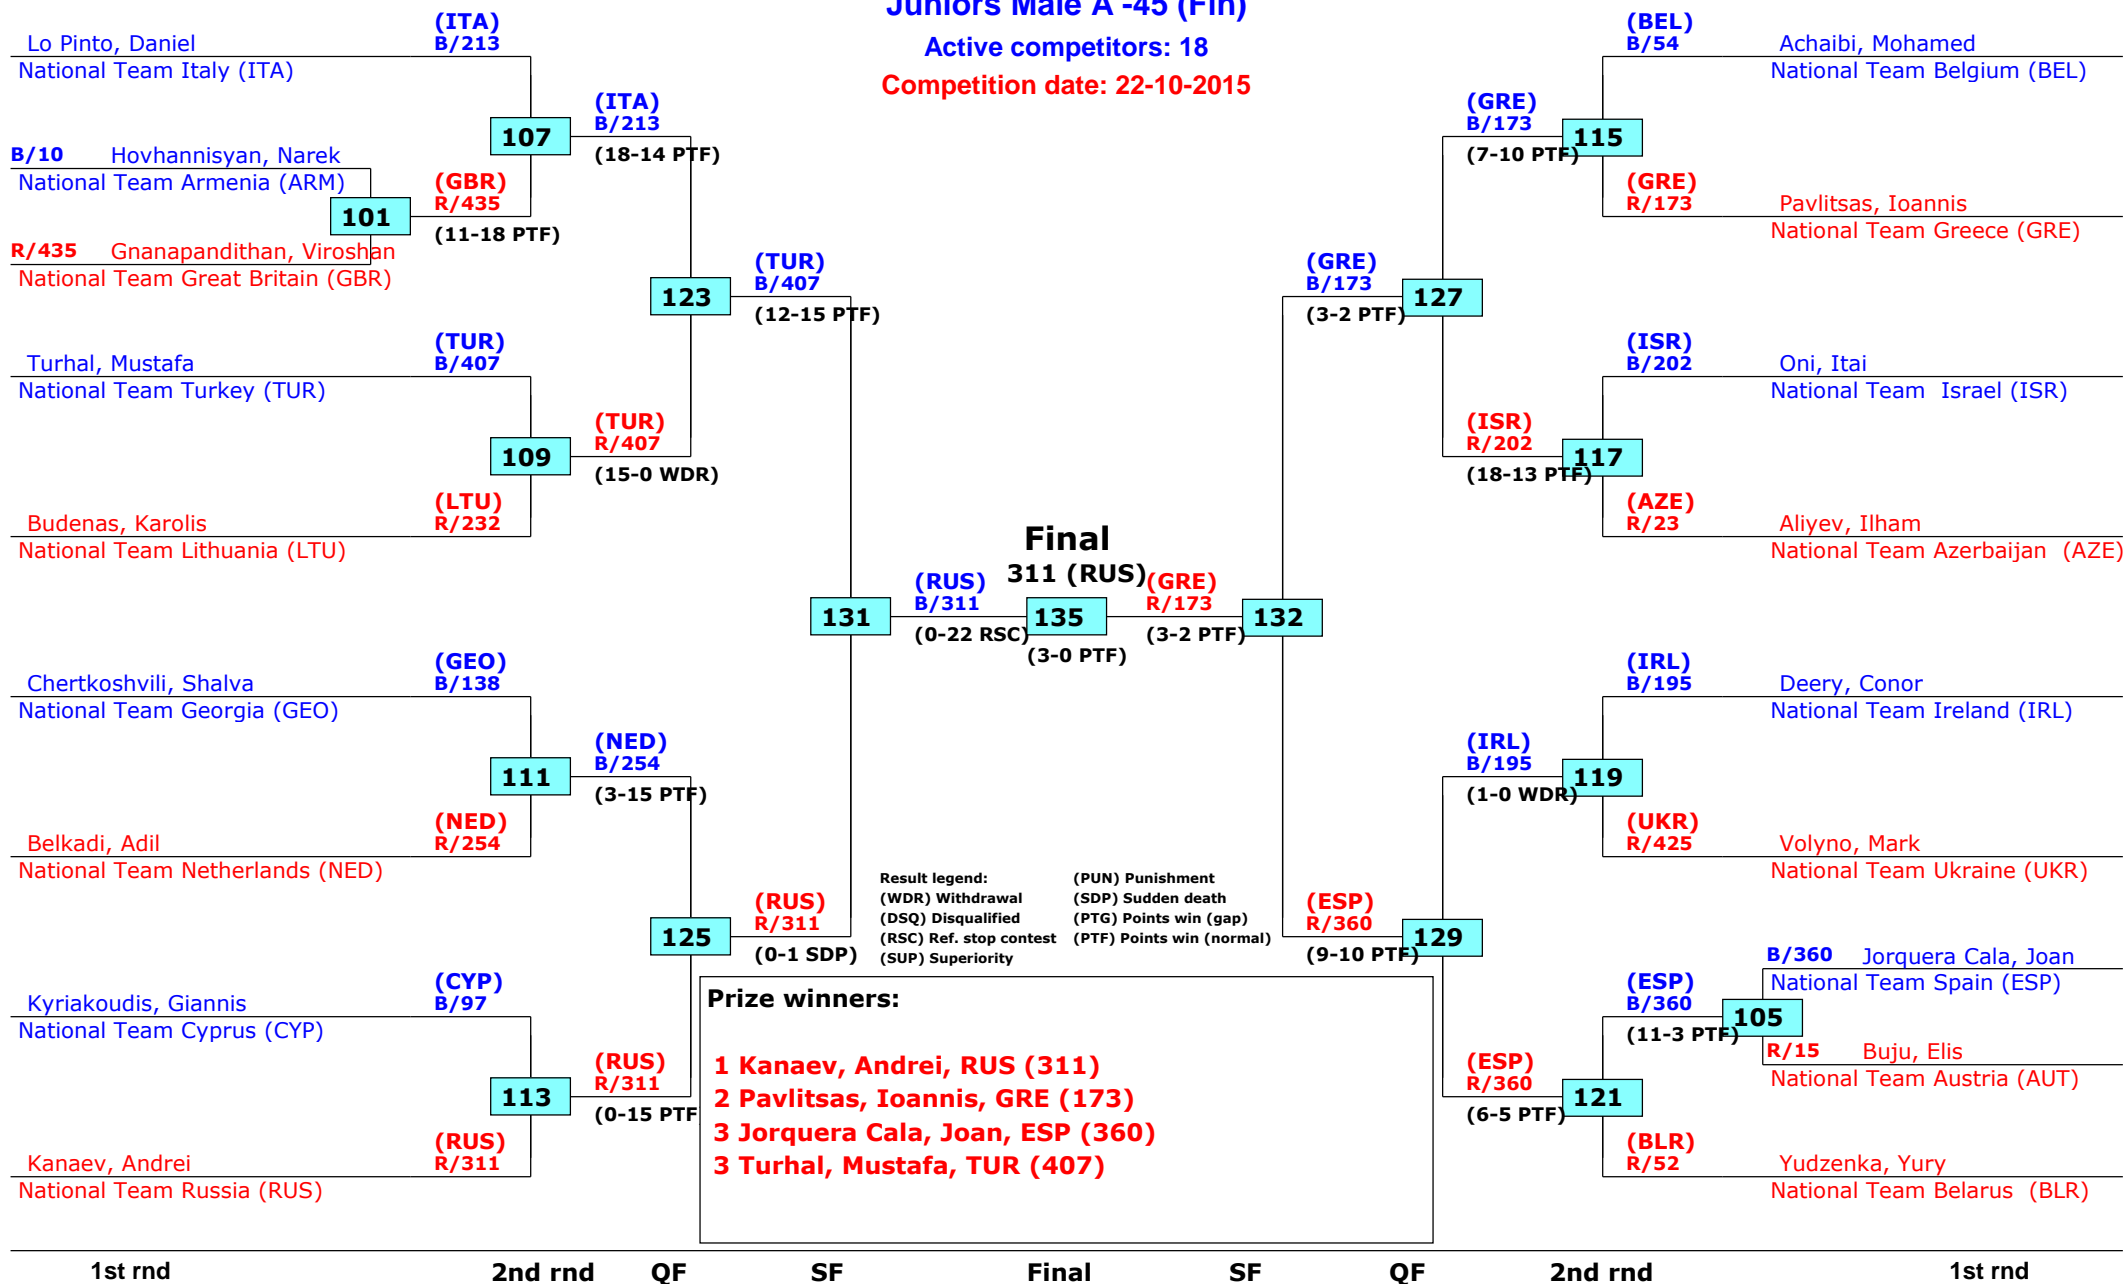 Juniors Male A -45 (Fin)
Active competitors: 18
Competition date: 22-10-2015
Lo Pinto, Daniel
National Team Italy (ITA)
(ITA)
B/213
B/10 Hovhannisyan, Narek
National Team Armenia (ARM)
R/435 Gnanapandithan, Viroshan
National Team Great Britain (GBR)
101
(GBR)
R/435
(11-18 PTF)
107
(ITA)
B/213
(18-14 PTF)
Turhal, Mustafa
National Team Turkey (TUR)
(TUR)
B/407
Budenas, Karolis
National Team Lithuania (LTU)
(LTU)
R/232
109
(TUR)
R/407
(15-0 WDR)
123
(TUR)
B/407
(12-15 PTF)
Chertkoshvili, Shalva
National Team Georgia (GEO)
(GEO)
B/138
Belkadi, Adil
National Team Netherlands (NED)
(NED)
R/254
111
(NED)
B/254
(3-15 PTF)
Kyriakoudis, Giannis
National Team Cyprus (CYP)
(CYP)
B/97
Kanaev, Andrei
National Team Russia (RUS)
(RUS)
R/311
113
(RUS)
R/311
(0-15 PTF
125
(RUS)
R/311
(0-1 SDP)
131
(RUS)
B/311
(0-22 RSC)
Final
311 (RUS)
135
(3-0 PTF)
(GRE)
R/173
(3-2 PTF)
132
(GRE)
B/173
(3-2 PTF)
127
(GRE)
B/173
(7-10 PTF)
115
(BEL)
B/54
Achaibi, Mohamed
National Team Belgium (BEL)
(GRE)
R/173
Pavlitsas, Ioannis
National Team Greece (GRE)
(ISR)
R/202
(18-13 PTF)
117
(ISR)
B/202
Oni, Itai
National Team  Israel (ISR)
(AZE)
R/23
Aliyev, Ilham
National Team Azerbaijan  (AZE)
(ESP)
R/360
(9-10 PTF)
129
(IRL)
B/195
(1-0 WDR)
119
(IRL)
B/195
Deery, Conor
National Team Ireland (IRL)
(UKR)
R/425
Volyno, Mark
National Team Ukraine (UKR)
(ESP)
R/360
(6-5 PTF)
121
(ESP)
B/360
(11-3 PTF)
105
B/360 Jorquera Cala, Joan
National Team Spain (ESP)
R/15 Buju, Elis
National Team Austria (AUT)
(BLR)
R/52
Yudzenka, Yury
National Team Belarus  (BLR)
Result legend:
(WDR) Withdrawal
(DSQ) Disqualified
(RSC) Ref. stop contest
(SUP) Superiority
(PUN) Punishment
(SDP) Sudden death
(PTG) Points win (gap)
(PTF) Points win (normal)
Prize winners:
1 Kanaev, Andrei, RUS (311)
2 Pavlitsas, Ioannis, GRE (173)
3 Jorquera Cala, Joan, ESP (360)
3 Turhal, Mustafa, TUR (407)
1st rnd 2nd rnd QF SF Final SF QF 2nd rnd 1st rnd